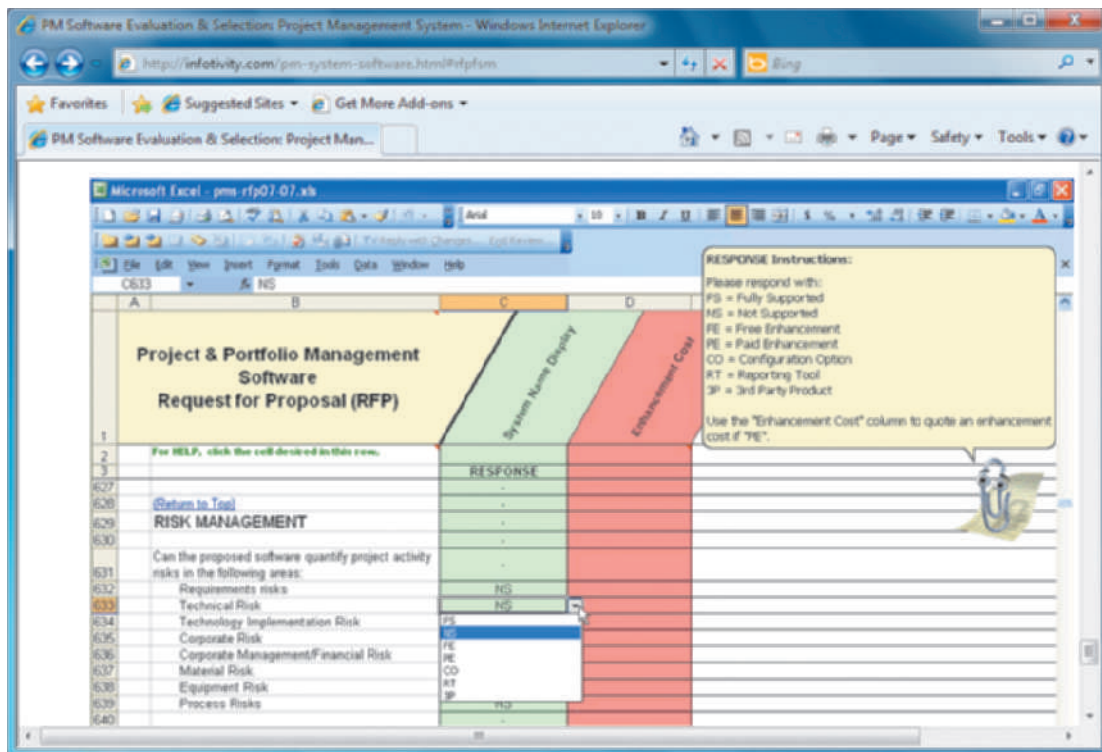 PM Software Evaluation & Selection: Project Management System - Windows Internet Explorer
http://infotivity.com/pm-system-software.html#rfpfsm
Bing
Favorites
Suggested Sites
Get More Add-ons
PM Software Evaluation & Selection: Project Man...
Page Safety Tools
Microsoft Excel - pms-rfp07-07.xls
Arial 10 B I U
File Edit View Insert Format Tools Data Window Help
C633 fx NS
A B C D
Project & Portfolio Management
Software
Request for Proposal (RFP)
System Name Display
Enhancement Cost
RESPONSE Instructions:
Please respond with:
FS = Fully Supported
NS = Not Supported
FE = Free Enhancement
PE = Paid Enhancement
CO = Configuration Option
RT = Reporting Tool
3P = 3rd Party Product
Use the "Enhancement Cost" column to quote an enhancement
cost if "PE".
1
2 For HELP, click the cell desired in this row.
3 RESPONSE
627 -
628 (Return to Top) -
629 RISK MANAGEMENT -
630 -
Can the proposed software quantify project activity
631 risks in the following areas: -
632 Requirements risks NS
633 Technical Risk NS
634 Technology Implementation Risk
635 Corporate Risk
636 Corporate Management/Financial Risk
637 Material Risk
638 Equipment Risk
639 Process Risks NS
640 -
FS
NS
FE
PE
CO
RT
3P